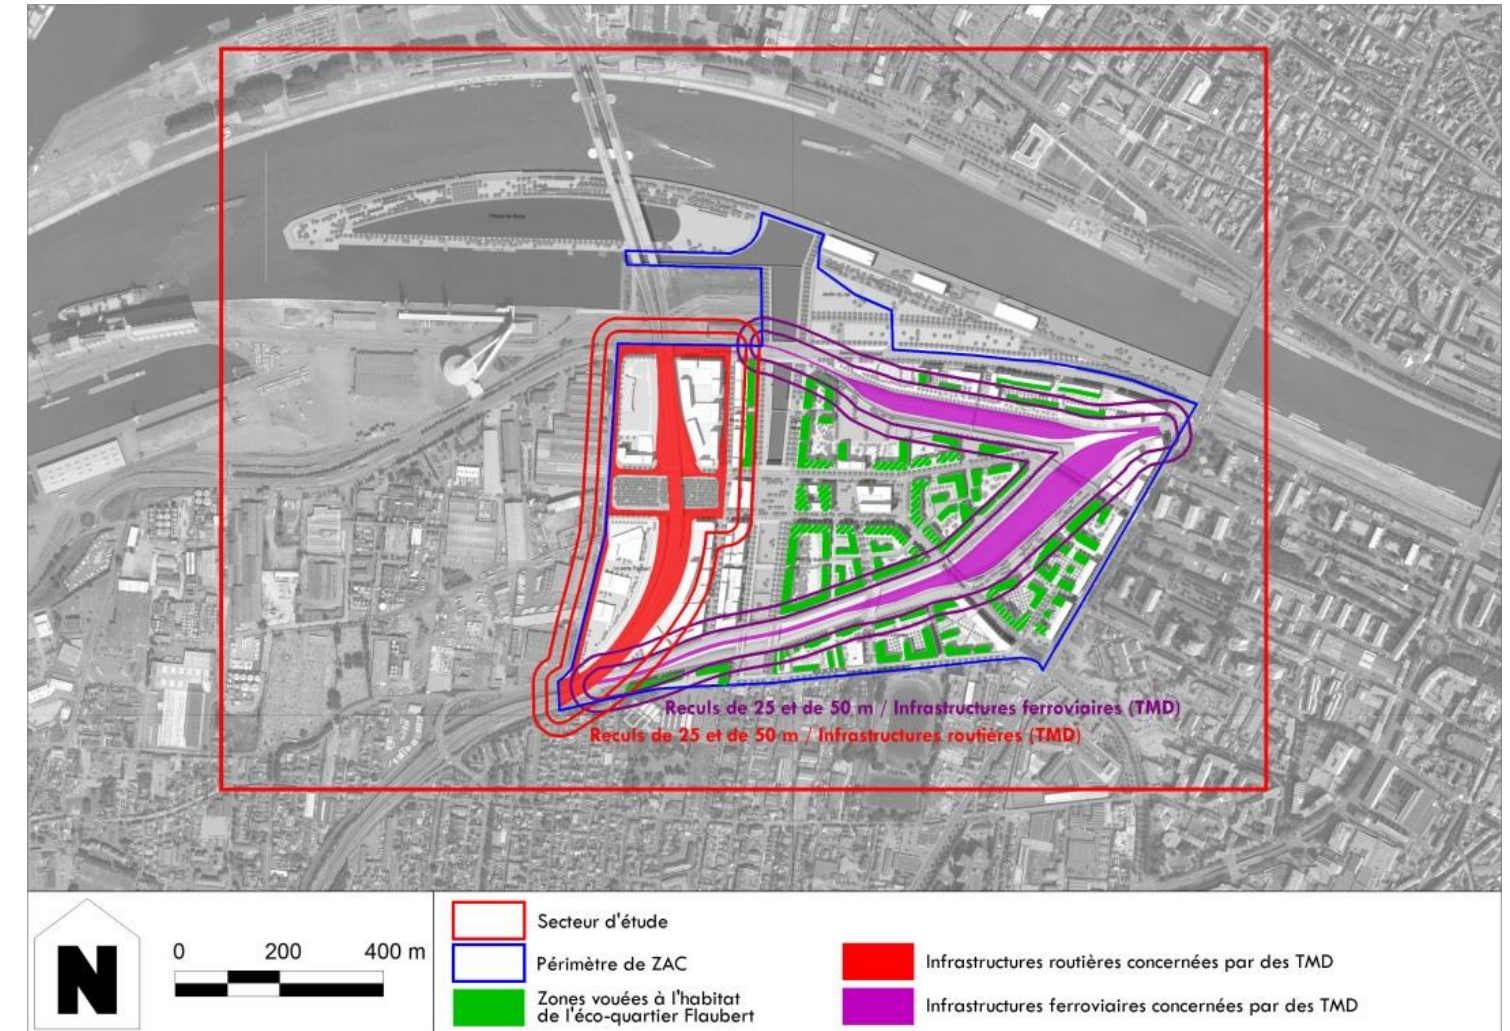 Reculs de 25 et de 50 m / Infrastructures ferroviaires (TMD)
Reculs de 25 et de 50 m / Infrastructures routières (TMD)
N
0 200 400 m
Secteur d'étude
Périmètre de ZAC
Zones vouées à l'habitat
de l'éco-quartier Flaubert
Infrastructures routières concernées par des TMD
Infrastructures ferroviaires concernées par des TMD